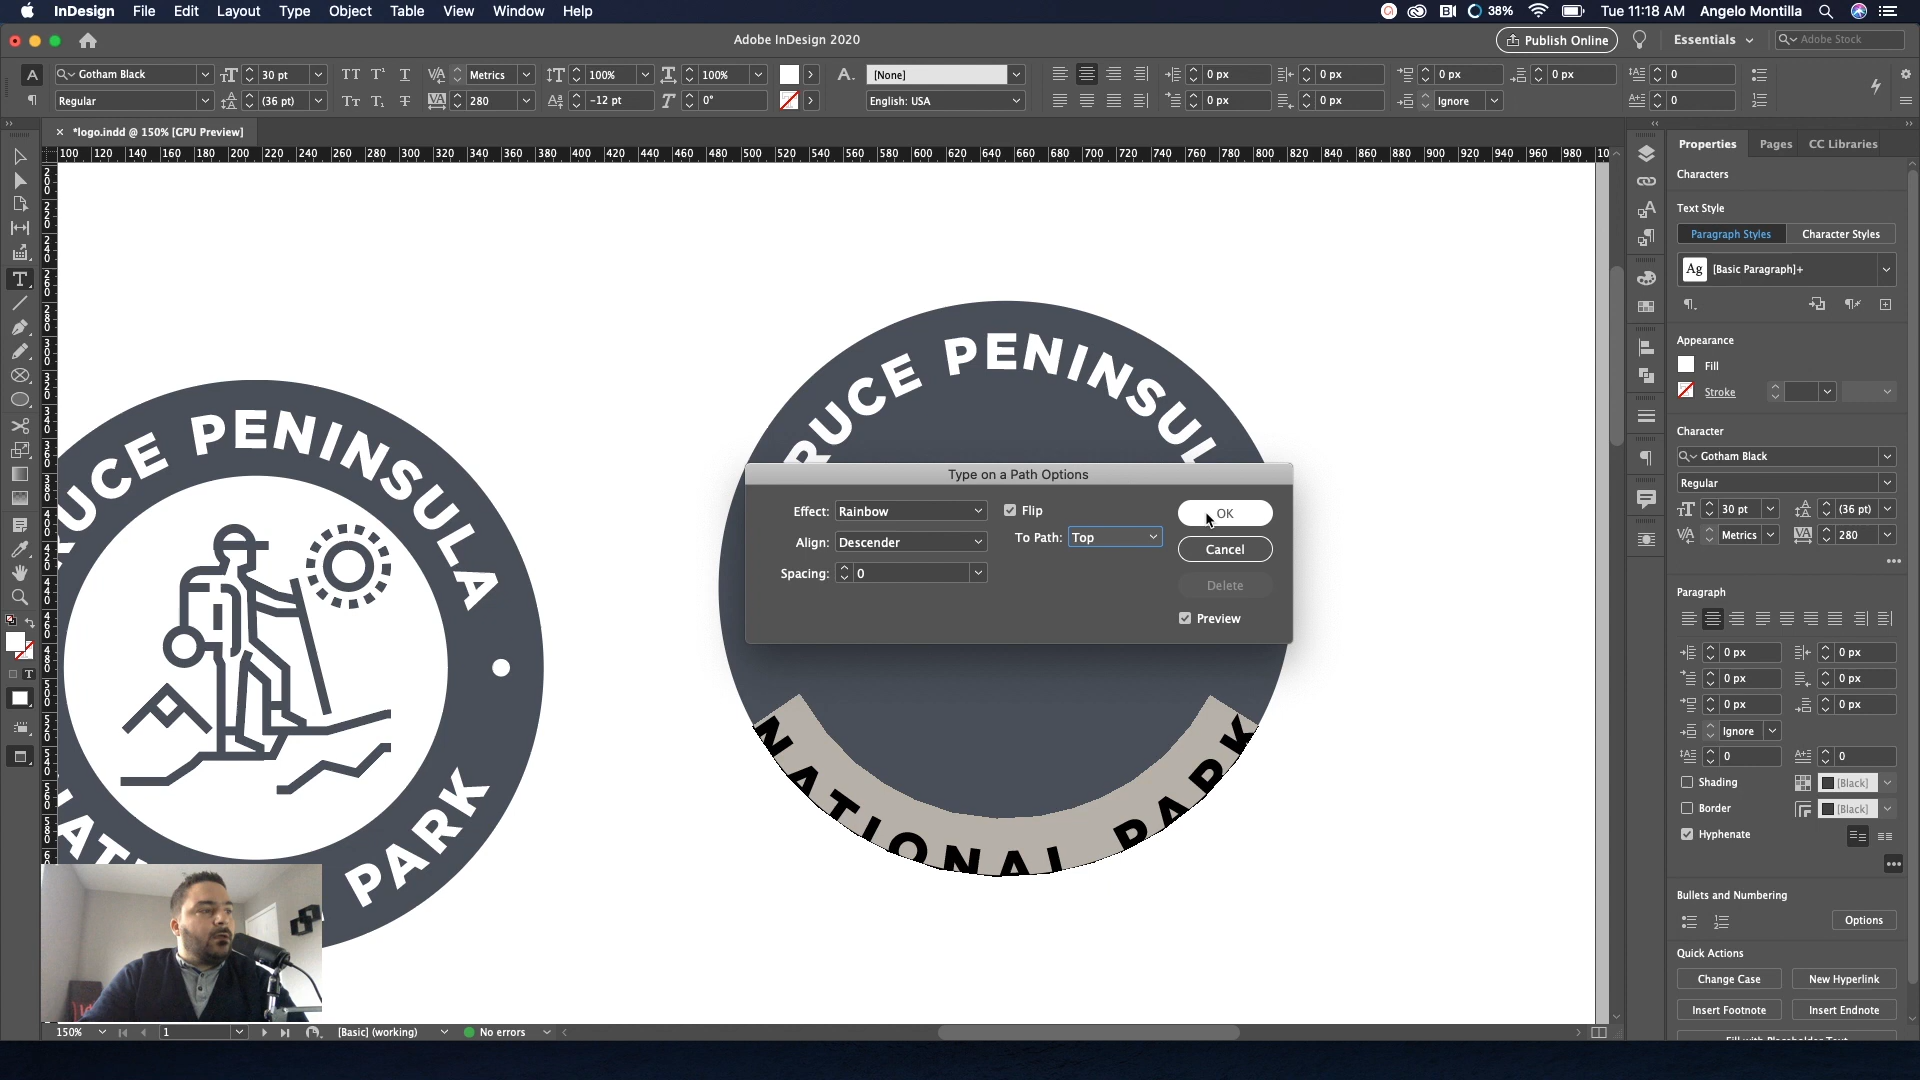 InDesign File Edit Layout Type Object Table View Window Help
38% Tue 11:18 AM Angelo Montilla
Adobe InDesign 2020
Publish Online Essentials Adobe Stock
A Gotham Black 30 pt Metrics 100% 100% [None] 0 px 0 px 0 px 0 px 0
Regular (36 pt) 280 -12 pt 0° English: USA 0 px 0 px Ignore 0
*logo.indd @ 150% [GPU Preview]
100 120 140 160 180 200 220 240 260 280 300 320 340 360 380 400 420 440 460 480 500 520 540 560 580 600 620 640 660 680 700 720 740 760 780 800 820 840 860 880 900 920 940 960 980 10
Properties Pages CC Libraries
Characters
Text Style
Paragraph Styles Character Styles
Ag [Basic Paragraph]+
Appearance
Fill
Stroke
Character
Gotham Black
Regular
30 pt (36 pt)
Metrics 280
Paragraph
0 px 0 px
0 px 0 px
0 px 0 px
Ignore
0 0
Shading [Black]
Border [Black]
Hyphenate
Bullets and Numbering
Options
Quick Actions
Change Case New Hyperlink
Insert Footnote Insert Endnote
UCE PENINSULA
PARK
RUCE PENINSUL
Type on a Path Options
Effect: Rainbow Flip OK
To Path: Top
Align: Descender Cancel
Spacing: 0 Delete
Preview
NATIONAL PARK
150% 1 [Basic] (working) No errors